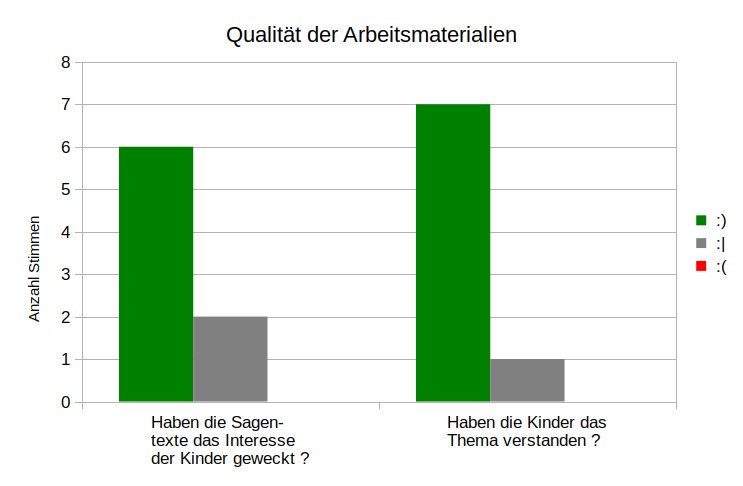 Qualität der Arbeitsmaterialien
8
7
6
5
4
3
2
1
0
Anzahl Stimmen
Haben die Sagen-
texte das Interesse
der Kinder geweckt ?
Haben die Kinder das
Thema verstanden ?
:)
:|
:(